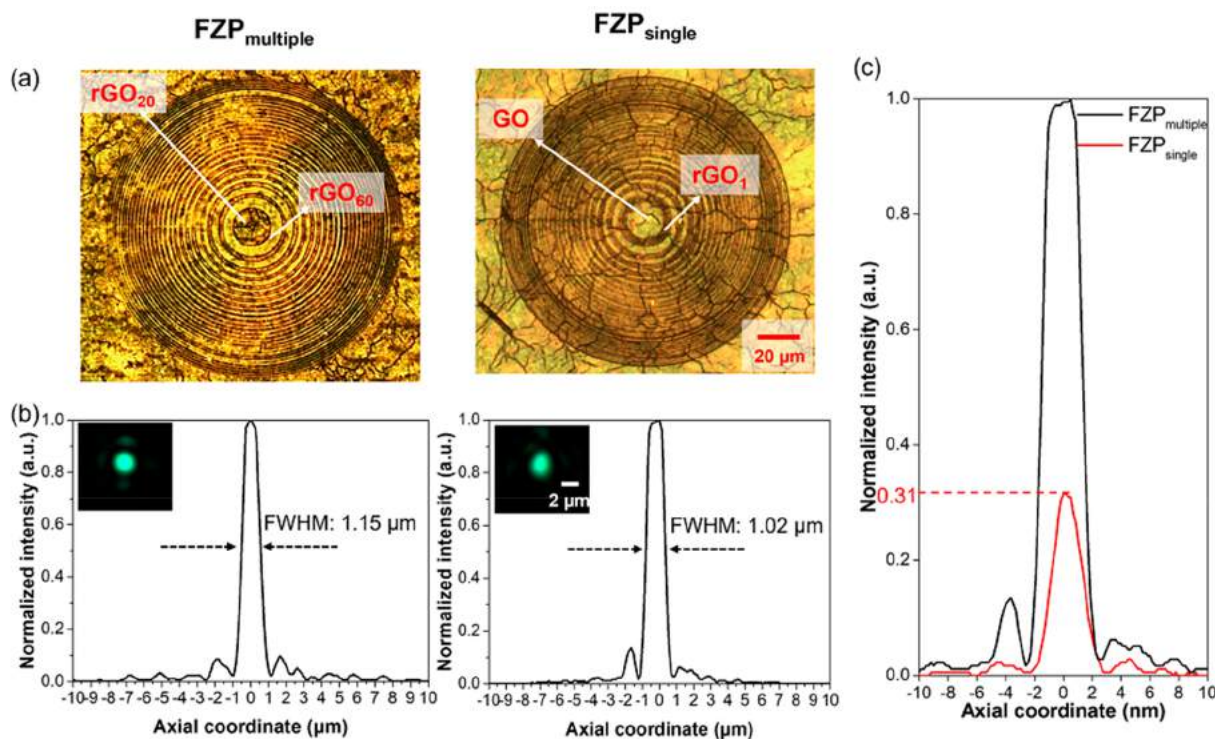 FZPmultiple
FZPsingle
(a)
rGO20
rGO60
GO
rGO1
20 µm
(b)
Normalized intensity (a.u.)
1.0
0.8
0.6
0.4
0.2
0.0
FWHM: 1.15 µm
-10-9 -8 -7 -6 -5 -4 -3 -2 -1 0 1 2 3 4 5 6 7 8 9 10
Axial coordinate (µm)
Normalized intensity (a.u.)
1.0
0.8
0.6
0.4
0.2
0.0
2 µm
FWHM: 1.02 µm
-10-9 -8 -7 -6 -5 -4 -3 -2 -1 0 1 2 3 4 5 6 7 8 9 10
Axial coordinate (µm)
(c)
Normalized intensity (a.u.)
1.0
0.8
0.6
0.4
0.31
0.2
0.0
FZPmultiple
FZPsingle
-10 -8 -6 -4 -2 0 2 4 6 8 10
Axial coordinate (nm)